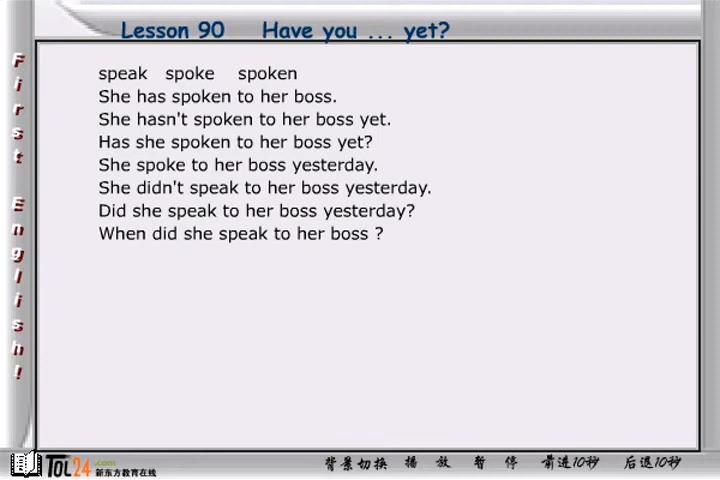 Lesson 90 Have you ... yet?
First English!
speak spoke spoken
She has spoken to her boss.
She hasn't spoken to her boss yet.
Has she spoken to her boss yet?
She spoke to her boss yesterday.
She didn't speak to her boss yesterday.
Did she speak to her boss yesterday?
When did she speak to her boss ?
TOL24.com 新东方教育在线
背景切换 播放 暂停 前进10秒 后退10秒